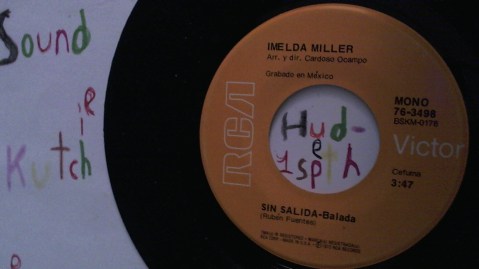 Sound
R
i
Kutch
e
IMELDA MILLER
Arr. y dir. Cardoso Ocampo
Grabado en México
MONO
76-3498
RCA
Victor
Hud-
e
1spth
3:47
SIN SALIDA-Balada
(Rubén Fuentes)